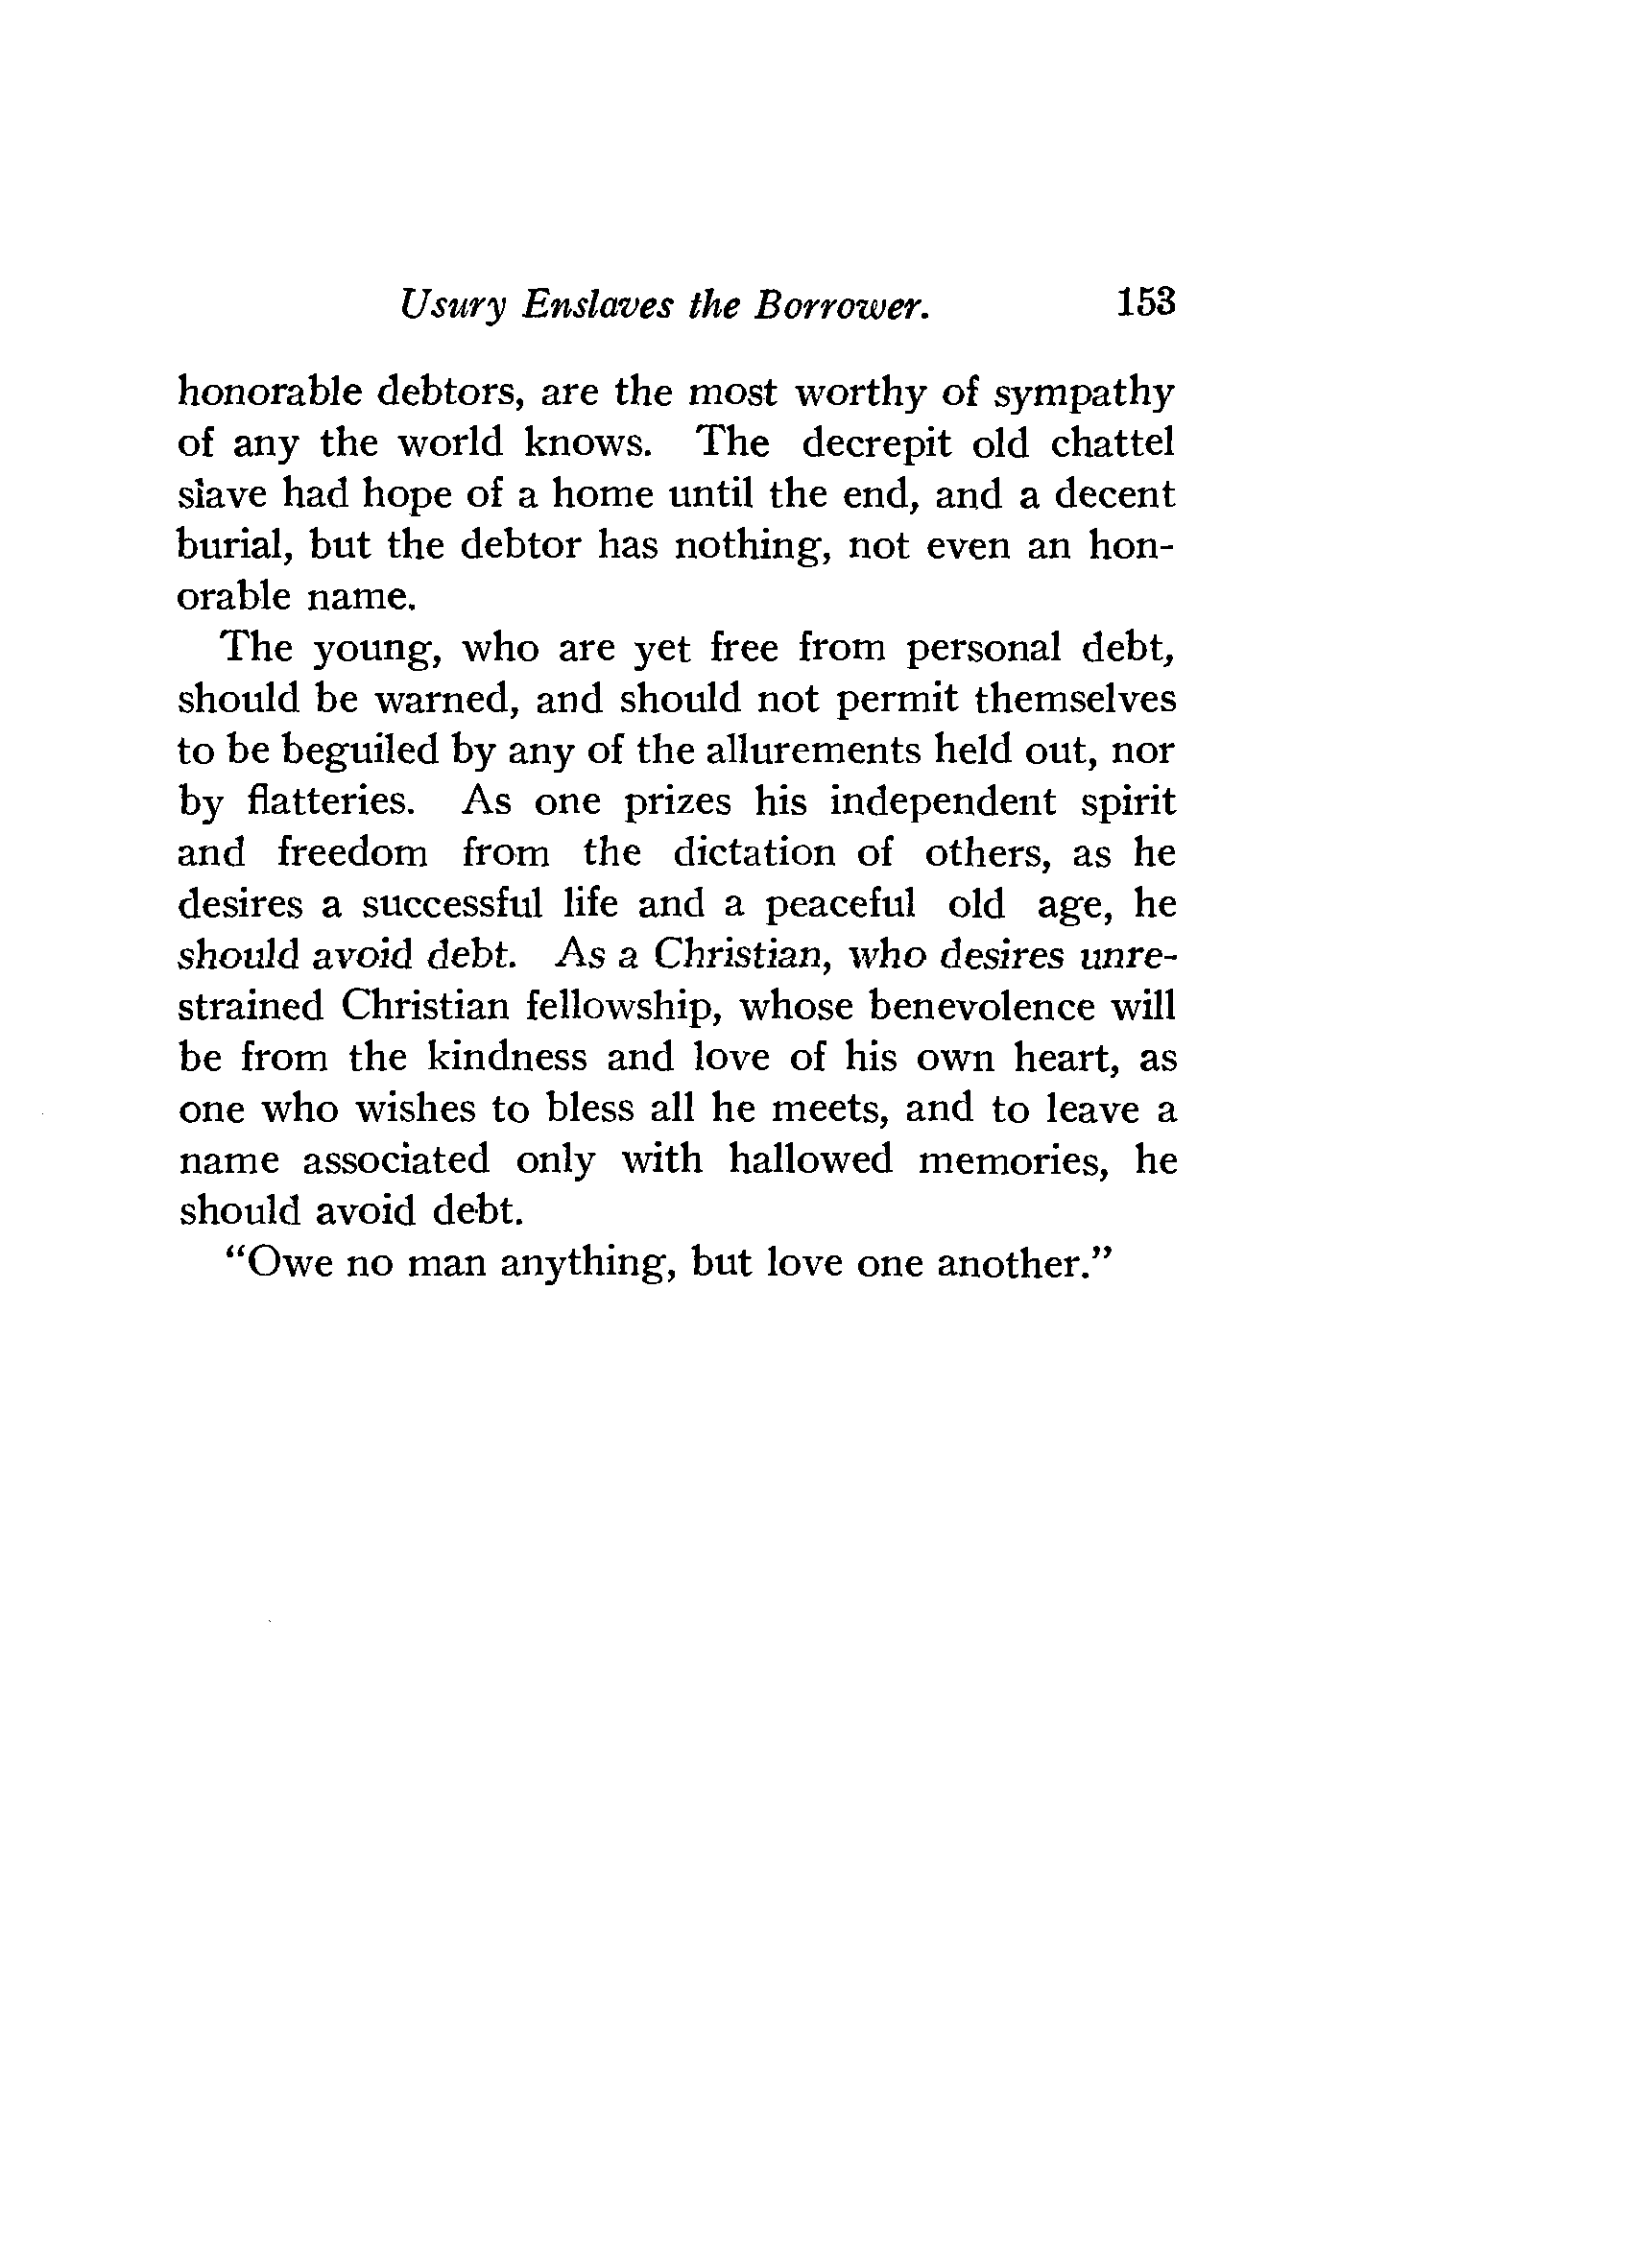 Usury Enslaves the Borrower. 153
honorable debtors, are the most worthy of sympathy
of any the world knows. The decrepit old chattel
slave had hope of a home until the end, and a decent
burial, but the debtor has nothing, not even an hon-
orable name.
The young, who are yet free from personal debt,
should be warned, and should not permit themselves
to be beguiled by any of the allurements held out, nor
by flatteries. As one prizes his independent spirit
and freedom from the dictation of others, as he
desires a successful life and a peaceful old age, he
should avoid debt. As a Christian, who desires unre-
strained Christian fellowship, whose benevolence will
be from the kindness and love of his own heart, as
one who wishes to bless all he meets, and to leave a
name associated only with hallowed memories, he
should avoid debt.
“Owe no man anything, but love one another.”